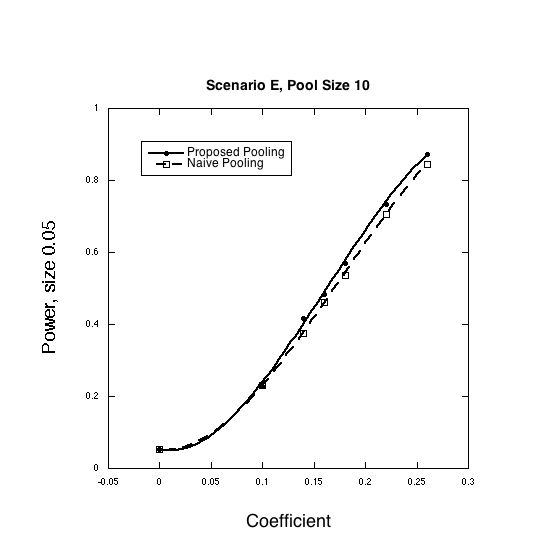 Scenario E, Pool Size 10
1
Proposed Pooling
Naive Pooling
0.8
0.6
Power, size 0.05
0.4
0.2
0
-0.05 0 0.05 0.1 0.15 0.2 0.25 0.3
Coefficient